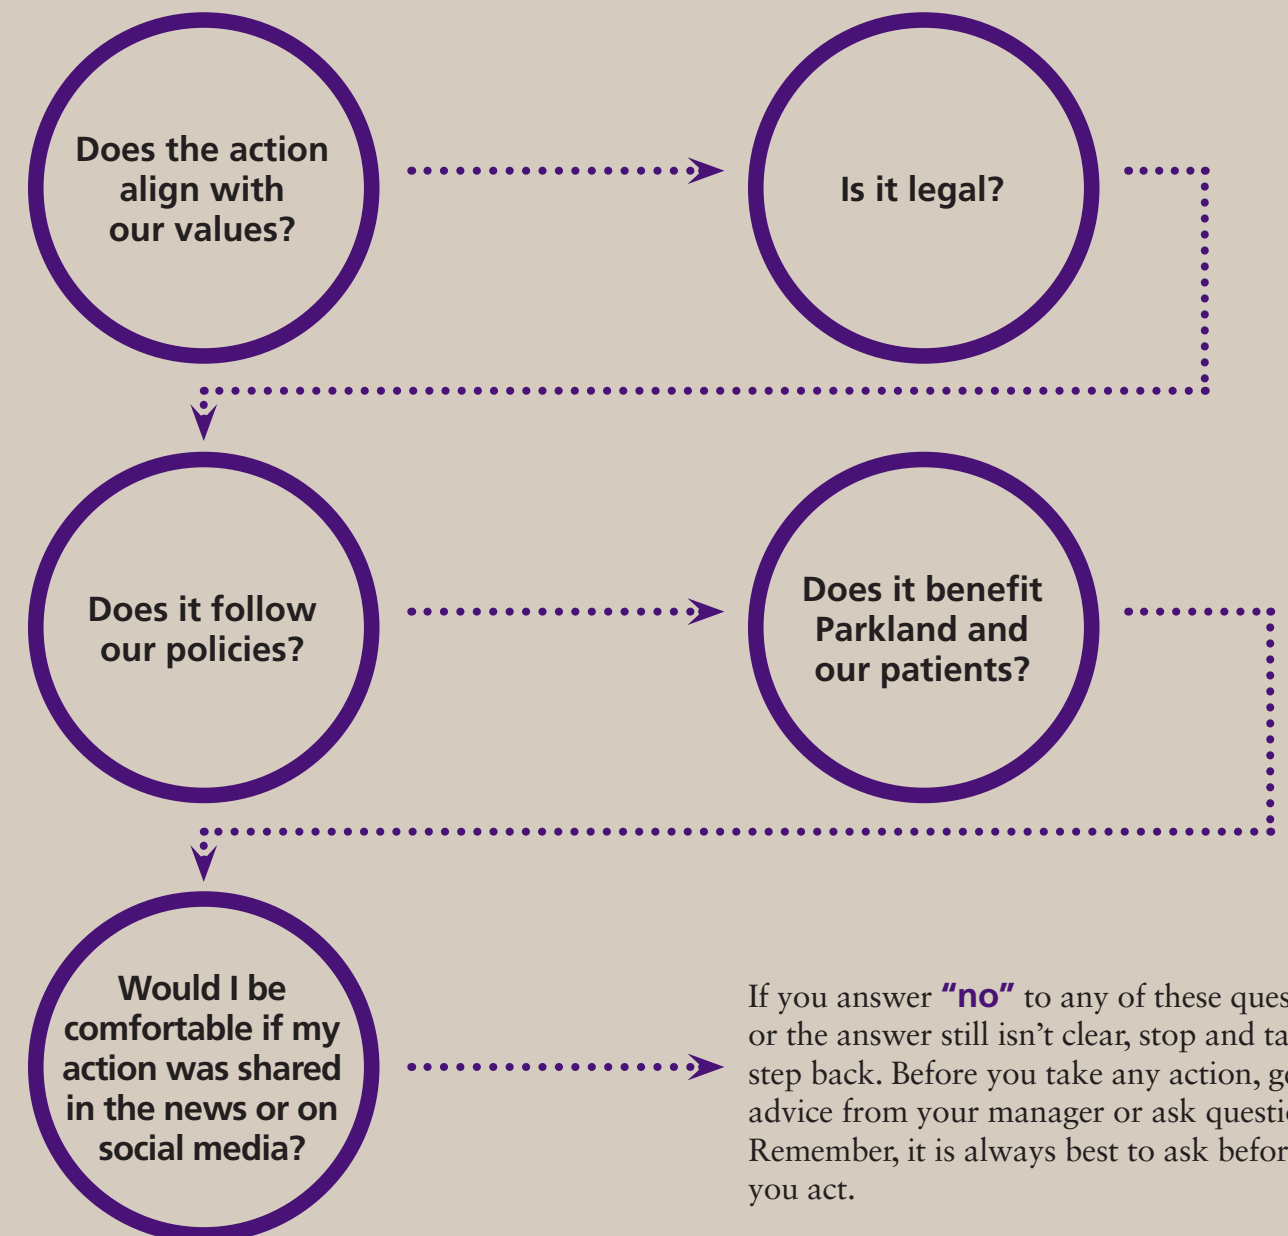 Does the action
align with
our values?
Is it legal?
Does it follow
our policies?
Does it benefit
Parkland and
our patients?
Would I be
comfortable if my
action was shared
in the news or on
social media?
If you answer “no” to any of these
or the answer still isn’t clear, stop and
step back. Before you take any action,
advice from your manager or ask
Remember, it is always best to ask
you act.